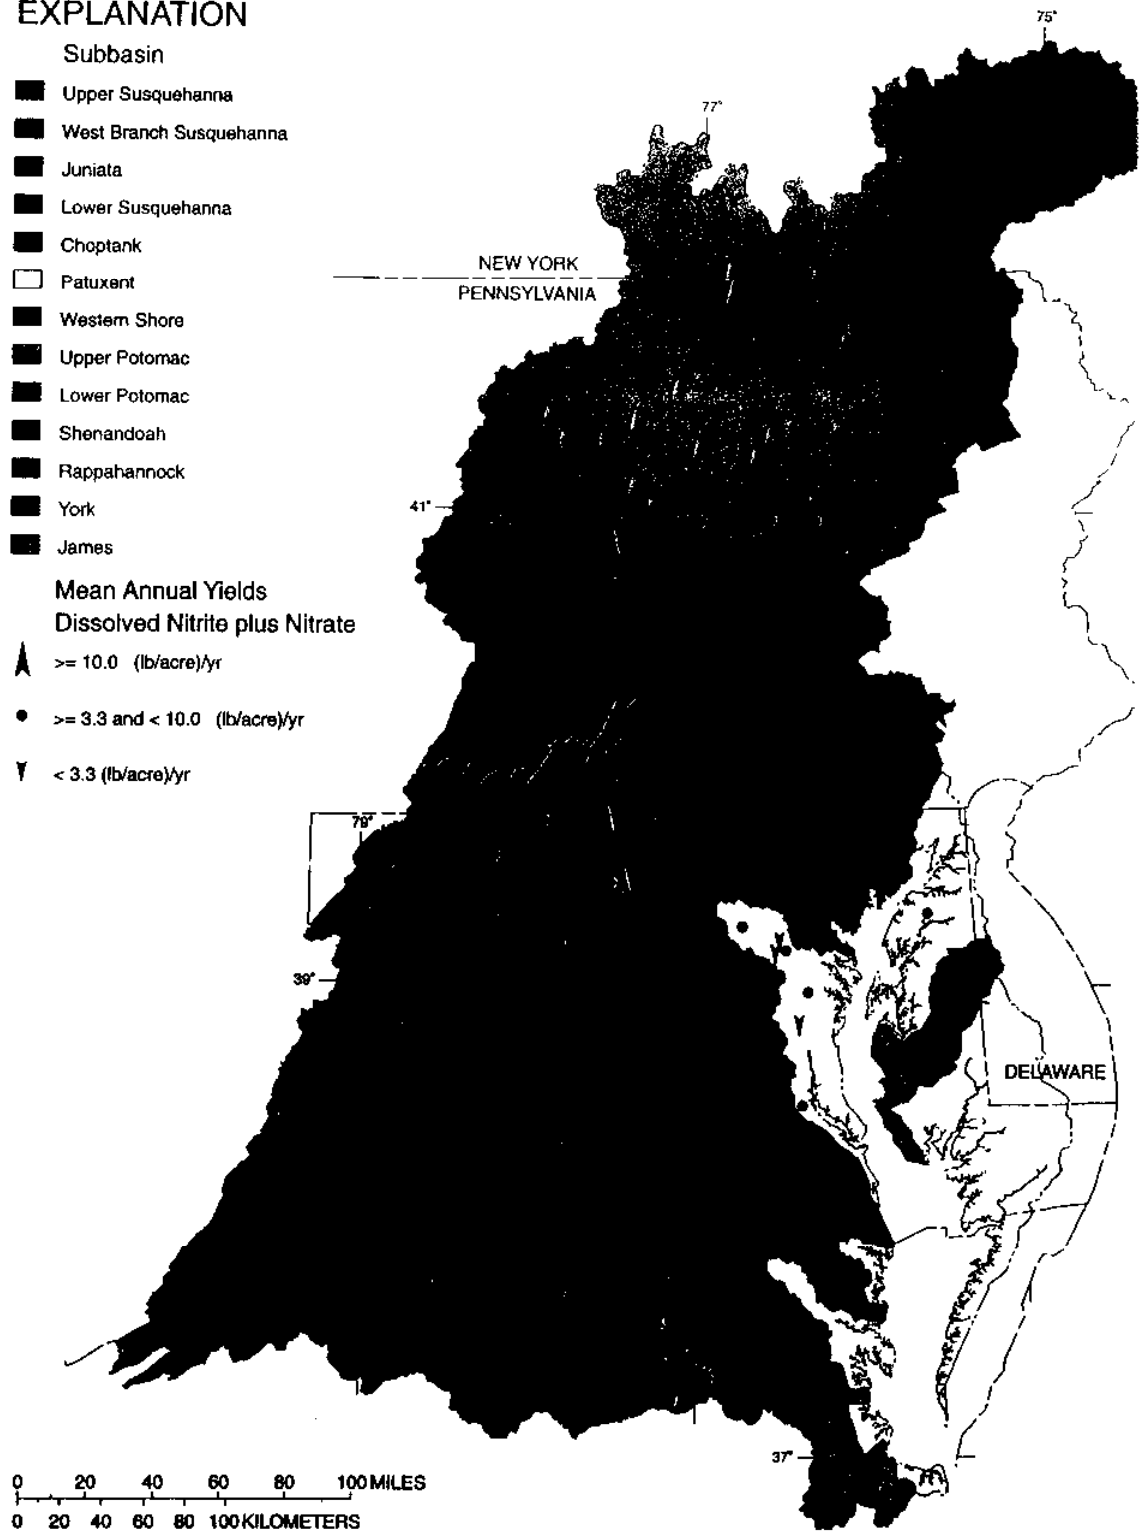 EXPLANATION
Subbasin
Upper Susquehanna
West Branch Susquehanna
Juniata
Lower Susquehanna
Choptank
Patuxent
Western Shore
Upper Potomac
Lower Potomac
Shenandoah
Rappahannock
York
James
Mean Annual Yields
Dissolved Nitrite plus Nitrate
>= 10.0 (lb/acre)/yr
>= 3.3 and < 10.0 (lb/acre)/yr
< 3.3 (lb/acre)/yr
75°
77°
NEW YORK
PENNSYLVANIA
41°
79°
39°
DELAWARE
37°
0 20 40 60 80 100 MILES
0 20 40 60 80 100 KILOMETERS